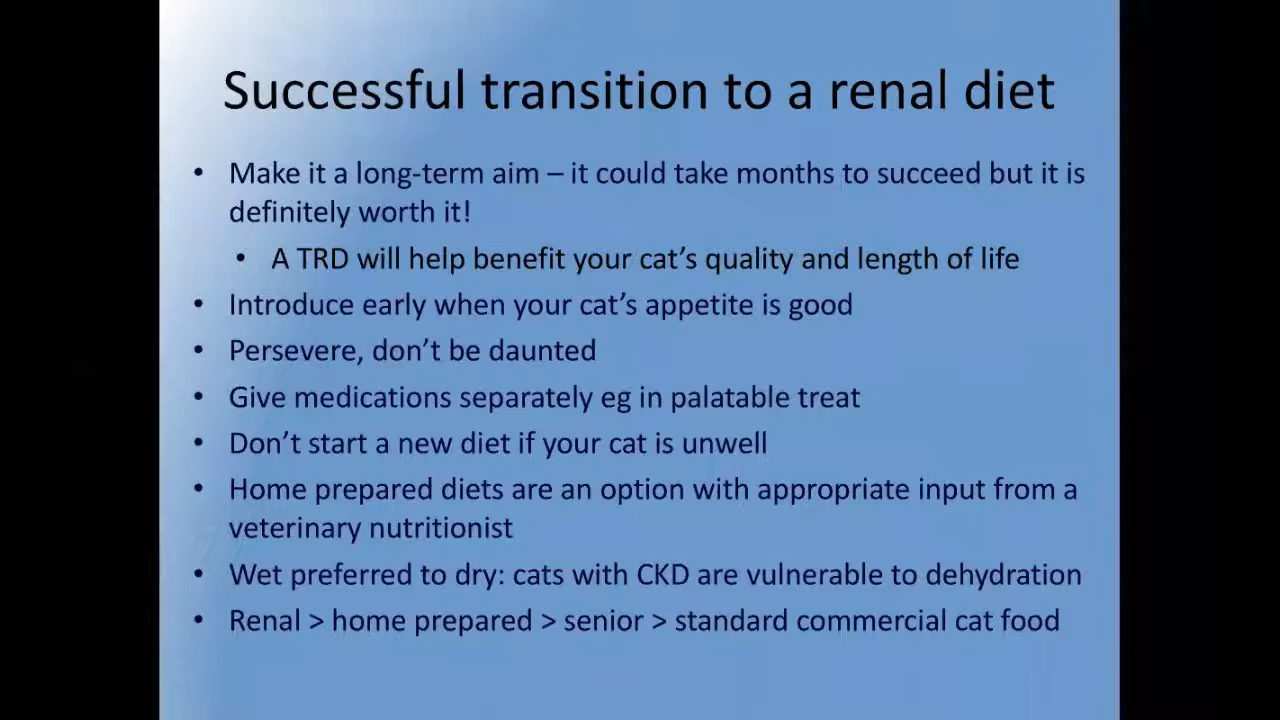 Successful transition to a renal diet
• Make it a long-term aim – it could take months to succeed but it is
definitely worth it!
• A TRD will help benefit your cat’s quality and length of life
• Introduce early when your cat’s appetite is good
• Persevere, don’t be daunted
• Give medications separately eg in palatable treat
• Don’t start a new diet if your cat is unwell
• Home prepared diets are an option with appropriate input from a
veterinary nutritionist
• Wet preferred to dry: cats with CKD are vulnerable to dehydration
• Renal > home prepared > senior > standard commercial cat food